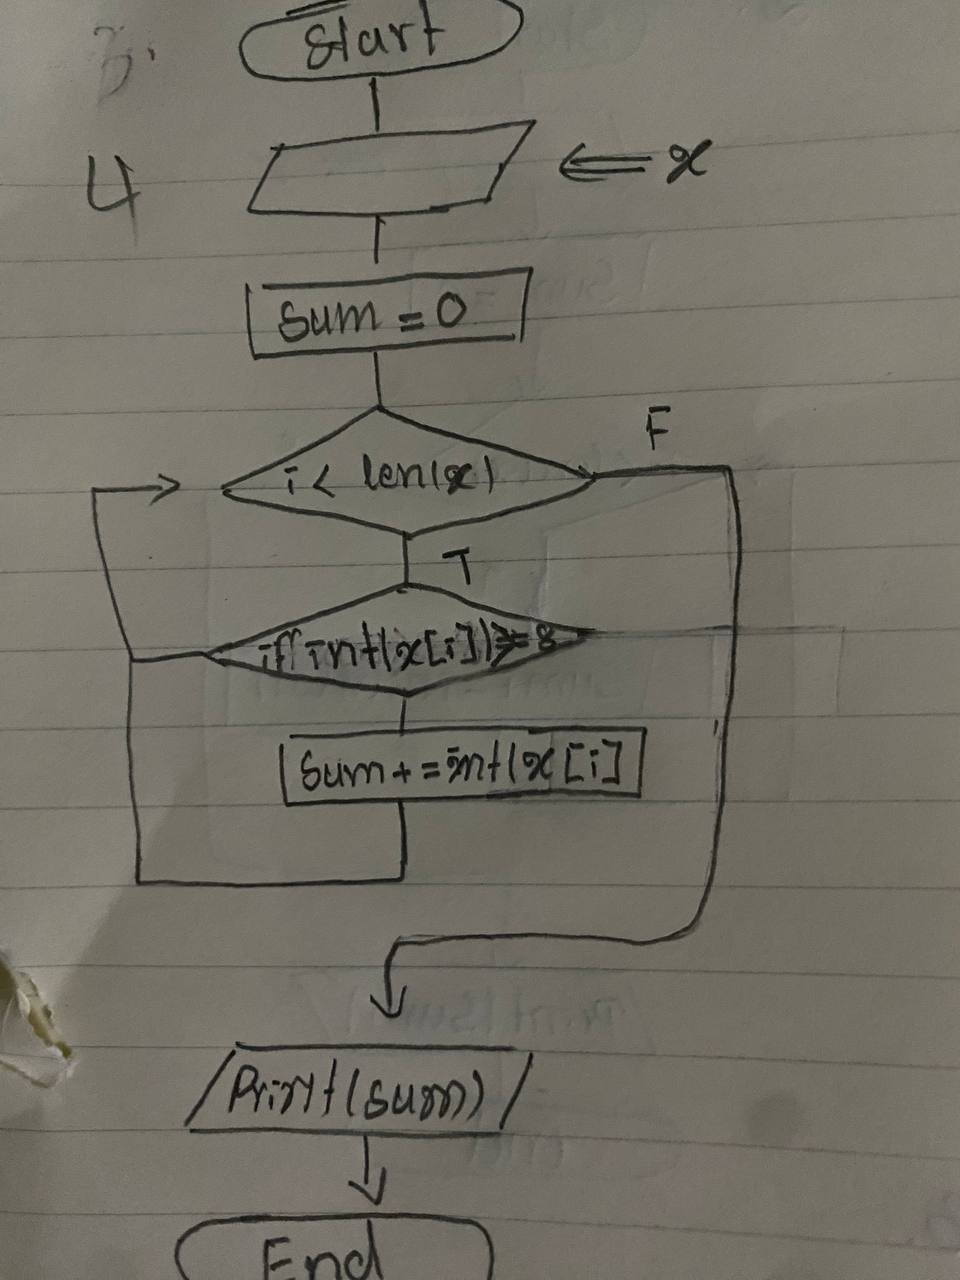 Start
4
x
Sum = 0
F
i < len(x)
T
if int(x[i])>=8
Sum+=int(x[i]
Print(sum)
End